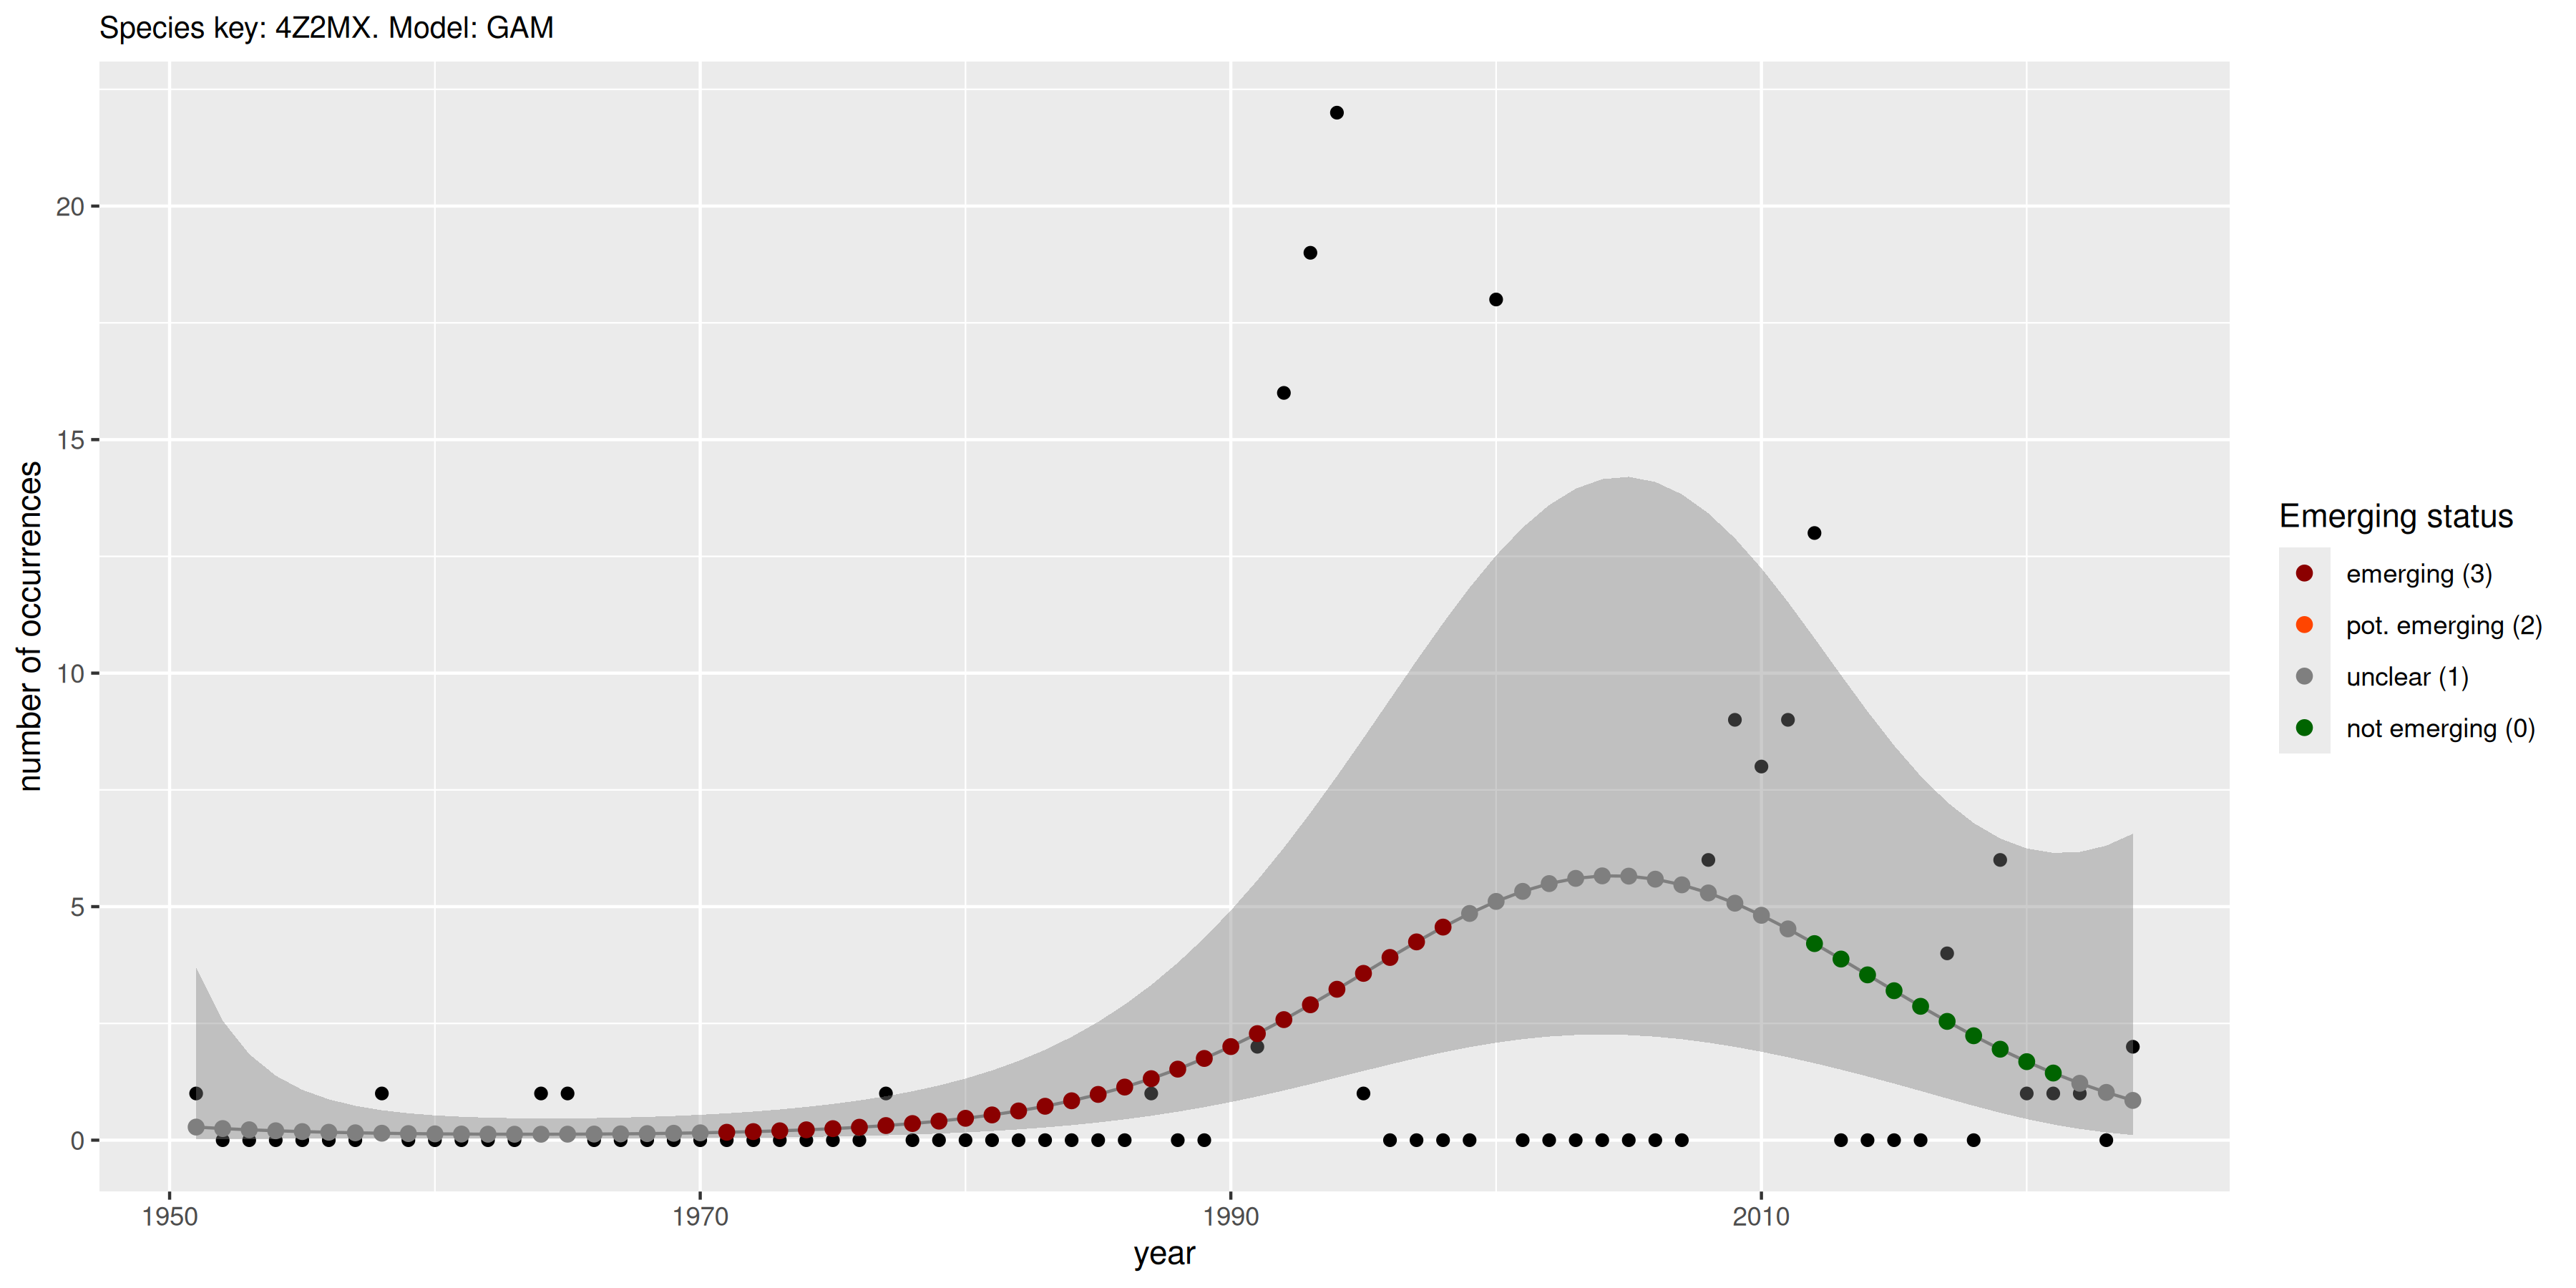 Species key: 4Z2MX. Model: GAM
number of occurrences
20
15
10
5
0
1950
1970
1990
2010
year
Emerging status
emerging (3)
pot. emerging (2)
unclear (1)
not emerging (0)